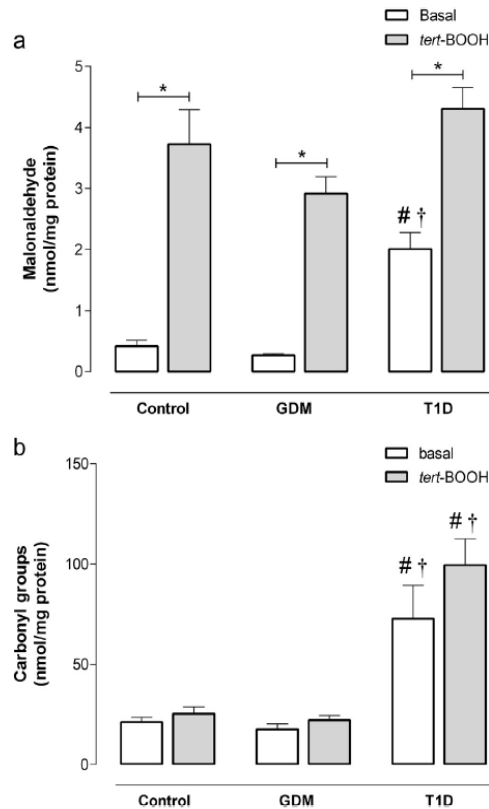 a
Basal
tert-BOOH
Malonaldehyde
(nmol/mg protein)
5
4
3
2
1
0
*
*
*
# †
Control GDM T1D
b
basal
tert-BOOH
Carbonyl groups
(nmol/mg protein)
150
100
50
0
# †
# †
Control GDM T1D